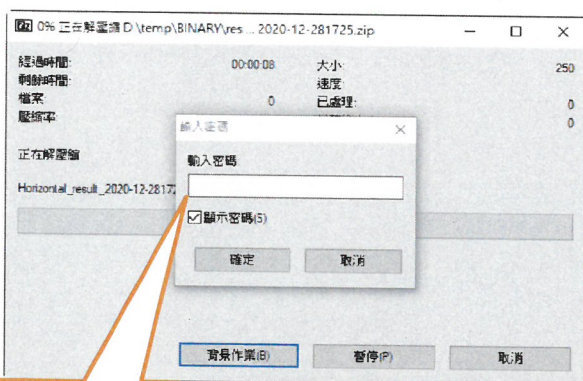 0% 正在解壓縮 D:\temp\BINARY\res ... 2020-12-281725.zip
經過時間: 00:00:08 大小: 250
剩餘時間: 速度:
檔案: 0 已處理: 0
壓縮率: 0
正在解壓縮
Horizontal_result_2020-12-28172
輸入密碼
輸入密碼
顯示密碼(S)
確定 取消
背景作業(B) 暫停(P) 取消